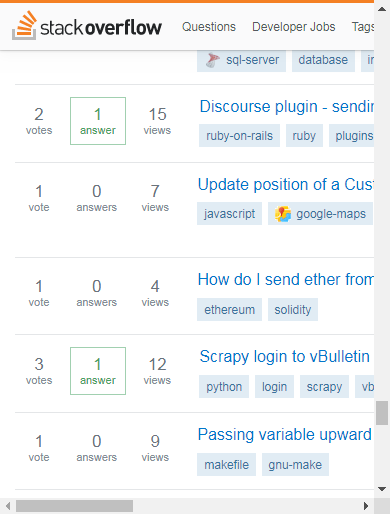 stackoverflow Questions Developer Jobs Tags
sql-server database
2 1 15 Discourse plugin - sendin
votes answer views ruby-on-rails ruby plugins
1 0 7 Update position of a Cus
vote answers views javascript google-maps
1 0 4 How do I send ether from
vote answers views ethereum solidity
3 1 12 Scrapy login to vBulletin
votes answer views python login scrapy vb
1 0 9 Passing variable upward
vote answers views makefile gnu-make